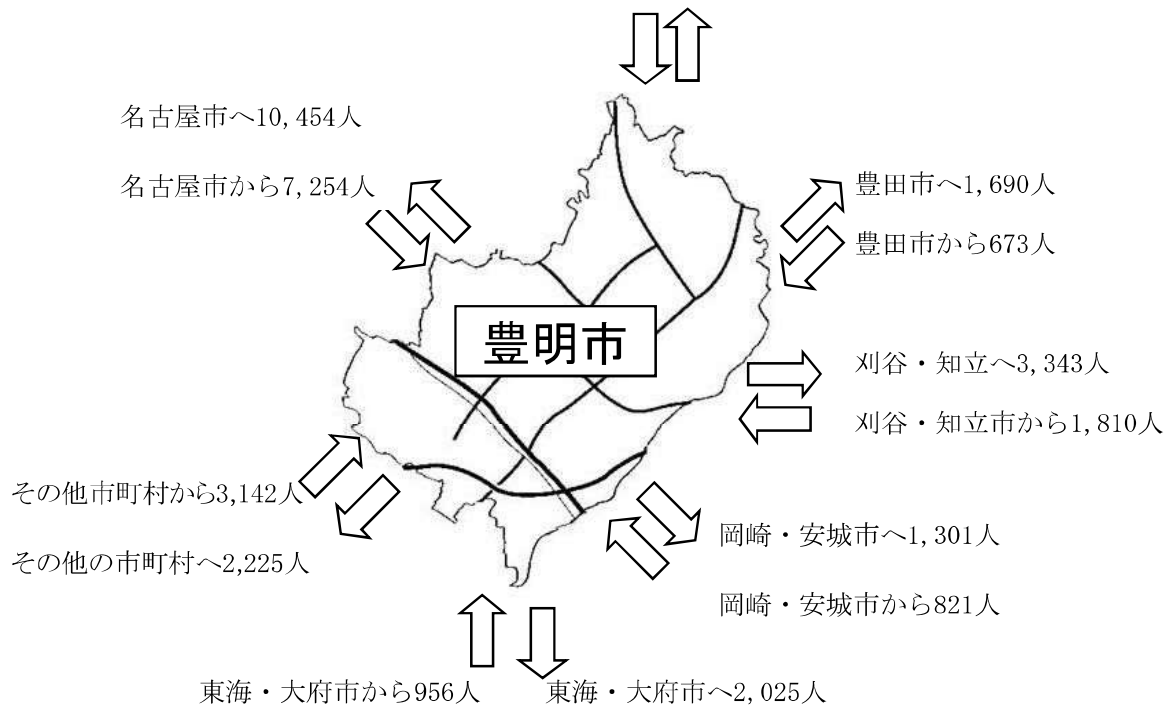 名古屋市へ10,454人
名古屋市から7,254人
豊田市へ1,690人
豊田市から673人
豊明市
刈谷・知立へ3,343人
刈谷・知立市から1,810人
その他市町村から3,142人
その他の市町村へ2,225人
岡崎・安城市へ1,301人
岡崎・安城市から821人
東海・大府市から956人
東海・大府市へ2,025人